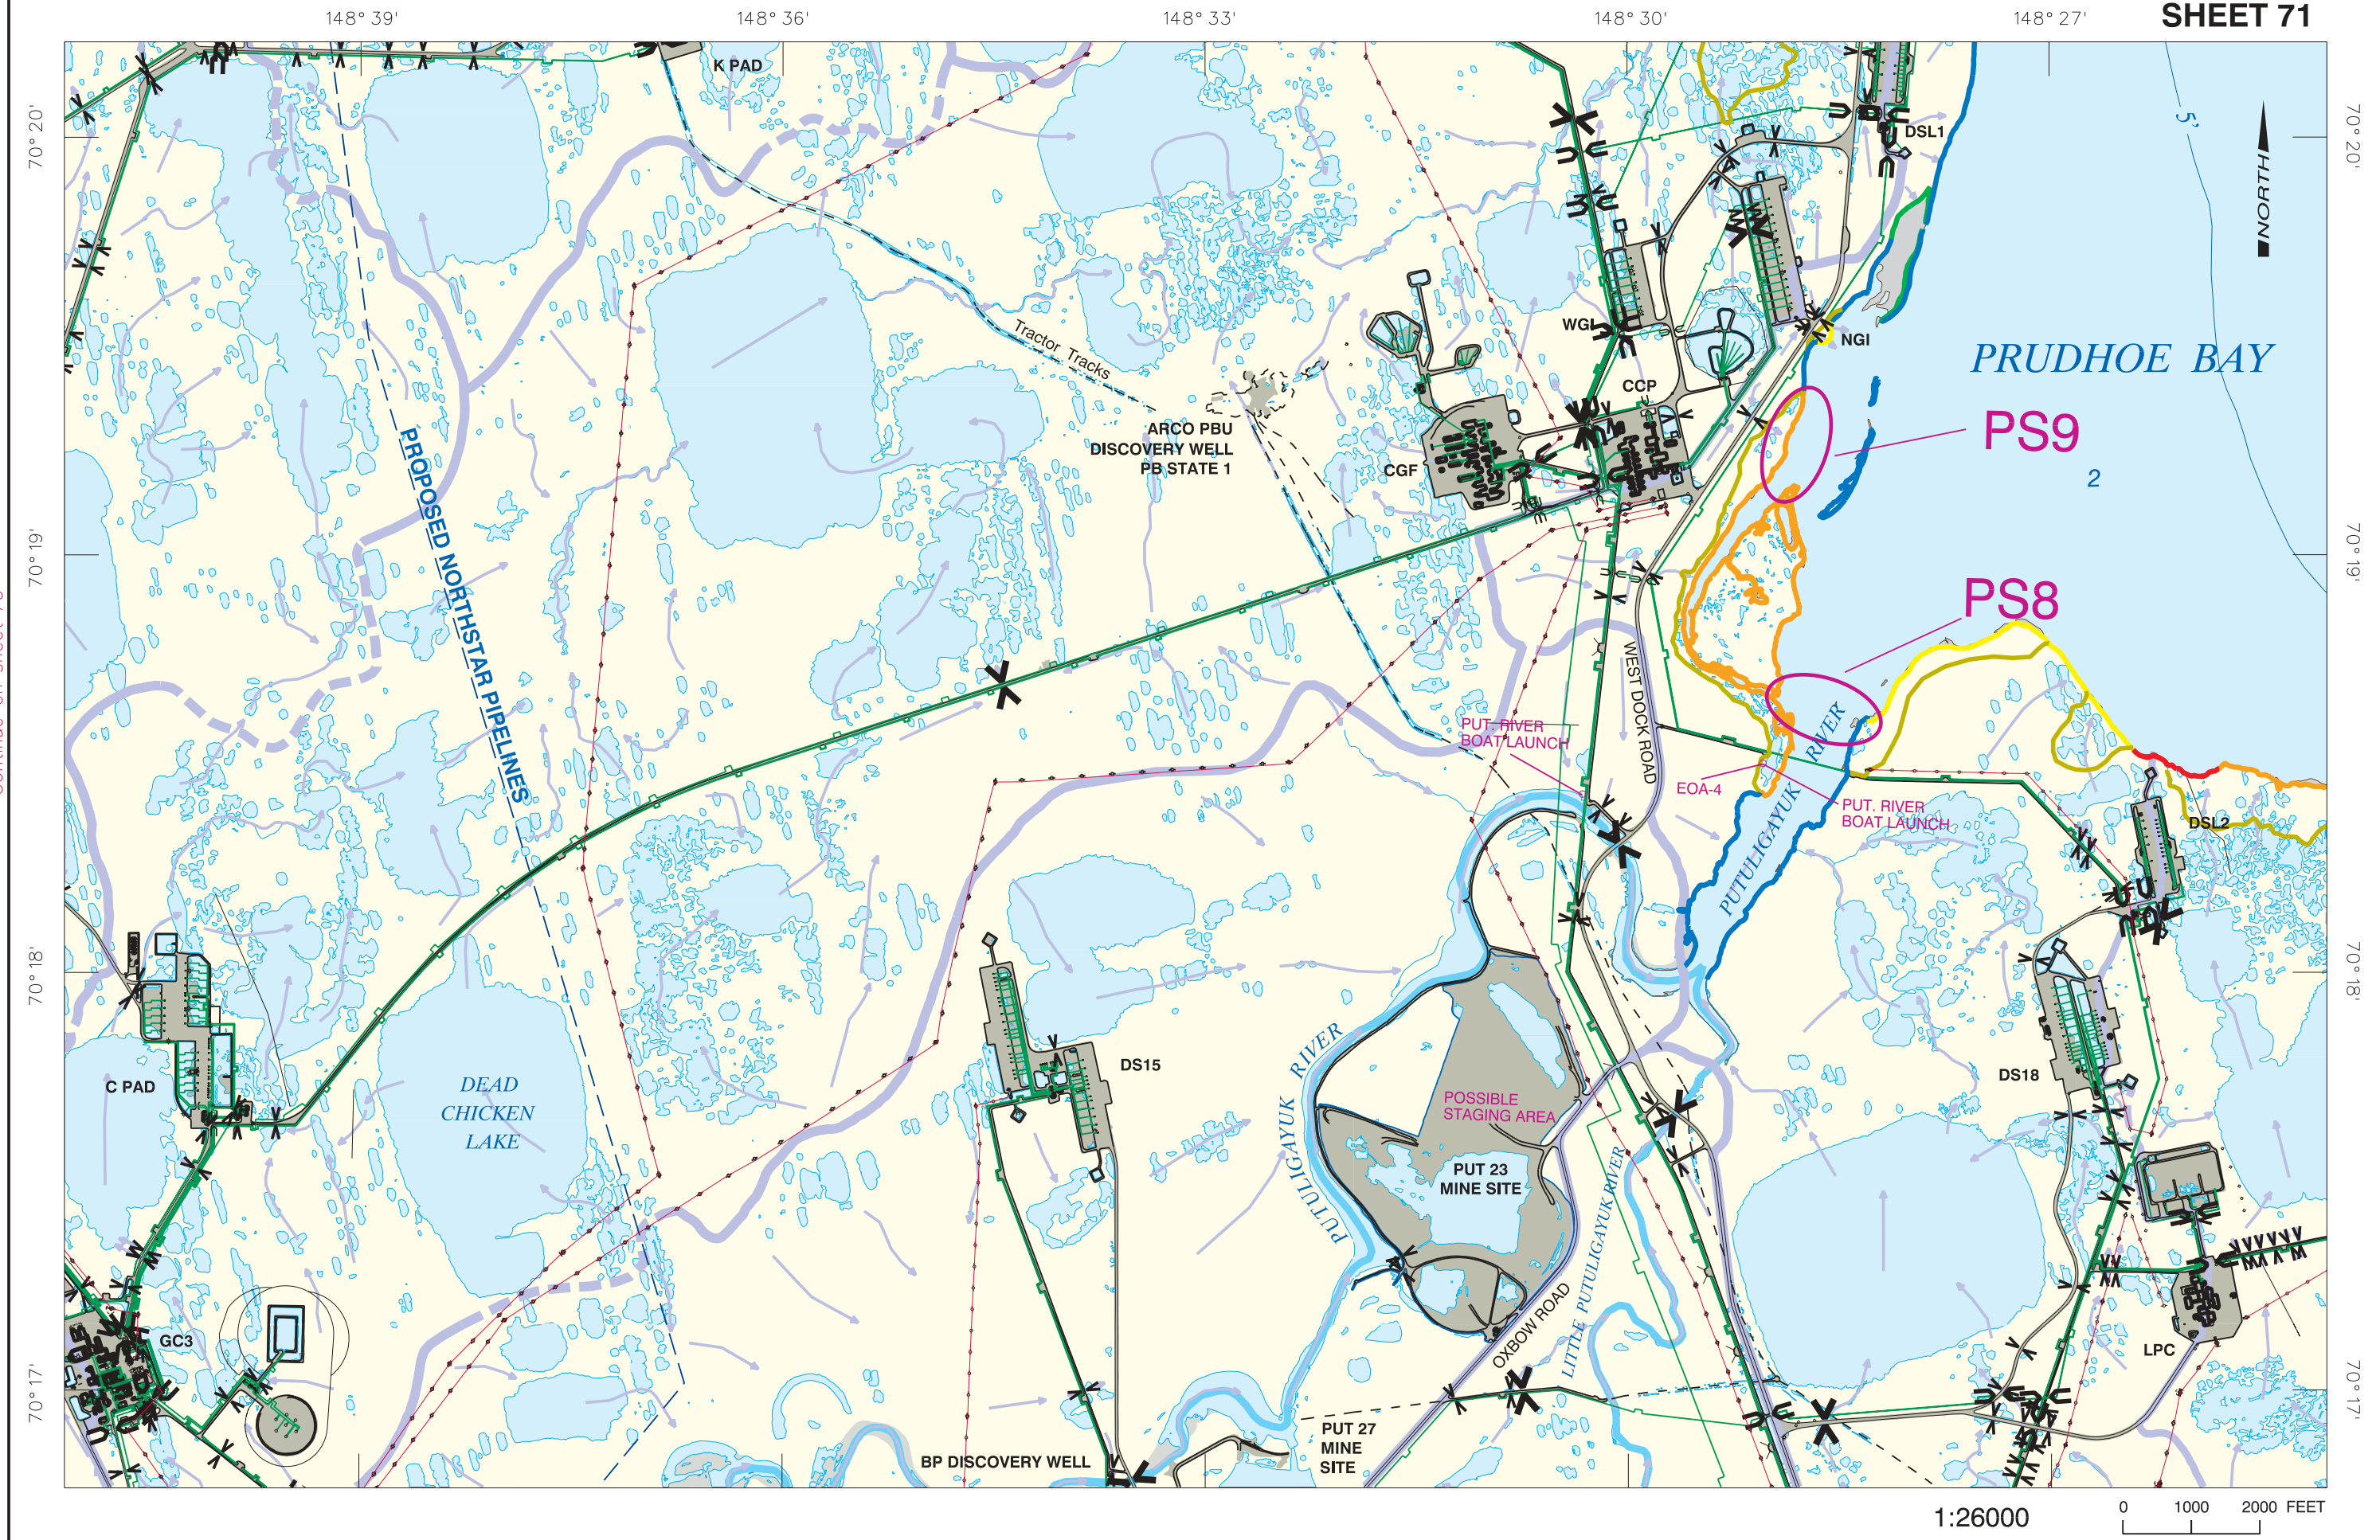 148° 39'
148° 36'
148° 33'
148° 30'
148° 27'
SHEET 71
70° 20'
70° 20'
K PAD
DSL1
5'
NORTH
Tractor Tracks
WGI
NGI
PRUDHOE BAY
CCP
ARCO PBU
DISCOVERY WELL
PB STATE 1
CGF
PS9
2
PROPOSED NORTHSTAR PIPELINES
70° 19'
70° 19'
PS8
WEST DOCK ROAD
PUT. RIVER
BOAT LAUNCH
EOA-4
PUT. RIVER
BOAT LAUNCH
PUTULIGAYUK RIVER
DSL2
70° 18'
70° 18'
C PAD
DEAD
CHICKEN
LAKE
DS15
PUTULIGAYUK RIVER
POSSIBLE
STAGING AREA
DS18
PUT 23
MINE SITE
LITTLE PUTULIGAYUK RIVER
OXBOW ROAD
GC3
LPC
70° 17'
70° 17'
PUT 27
MINE
SITE
BP DISCOVERY WELL
1:26000
0 1000 2000 FEET